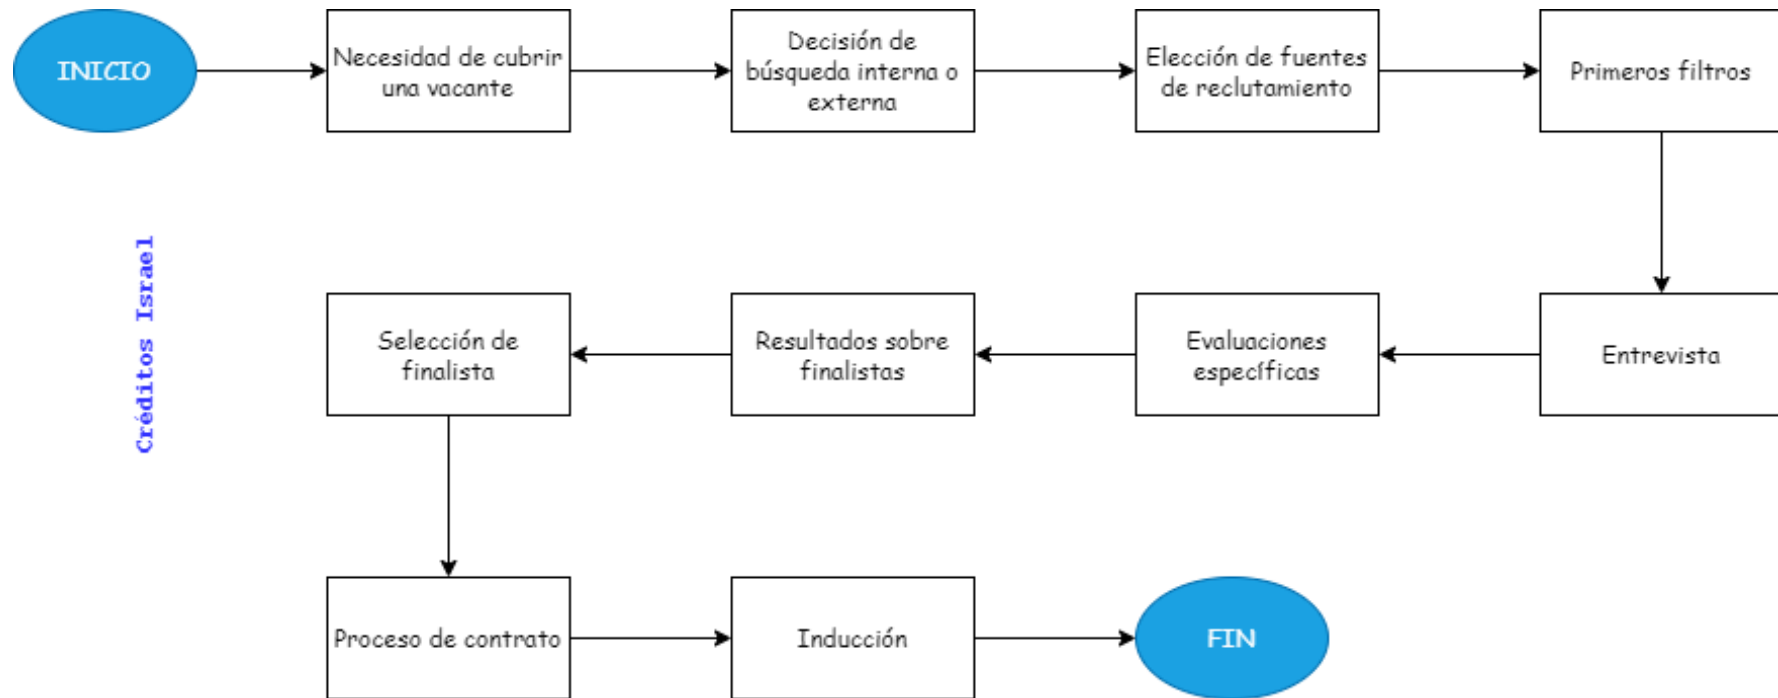 INICIO
Necesidad de cubrir
una vacante
Decisión de
búsqueda interna o
externa
Elección de fuentes
de reclutamiento
Primeros filtros
Entrevista
Evaluaciones
específicas
Resultados sobre
finalistas
Selección de
finalista
Proceso de contrato
Inducción
FIN
Créditos Israel